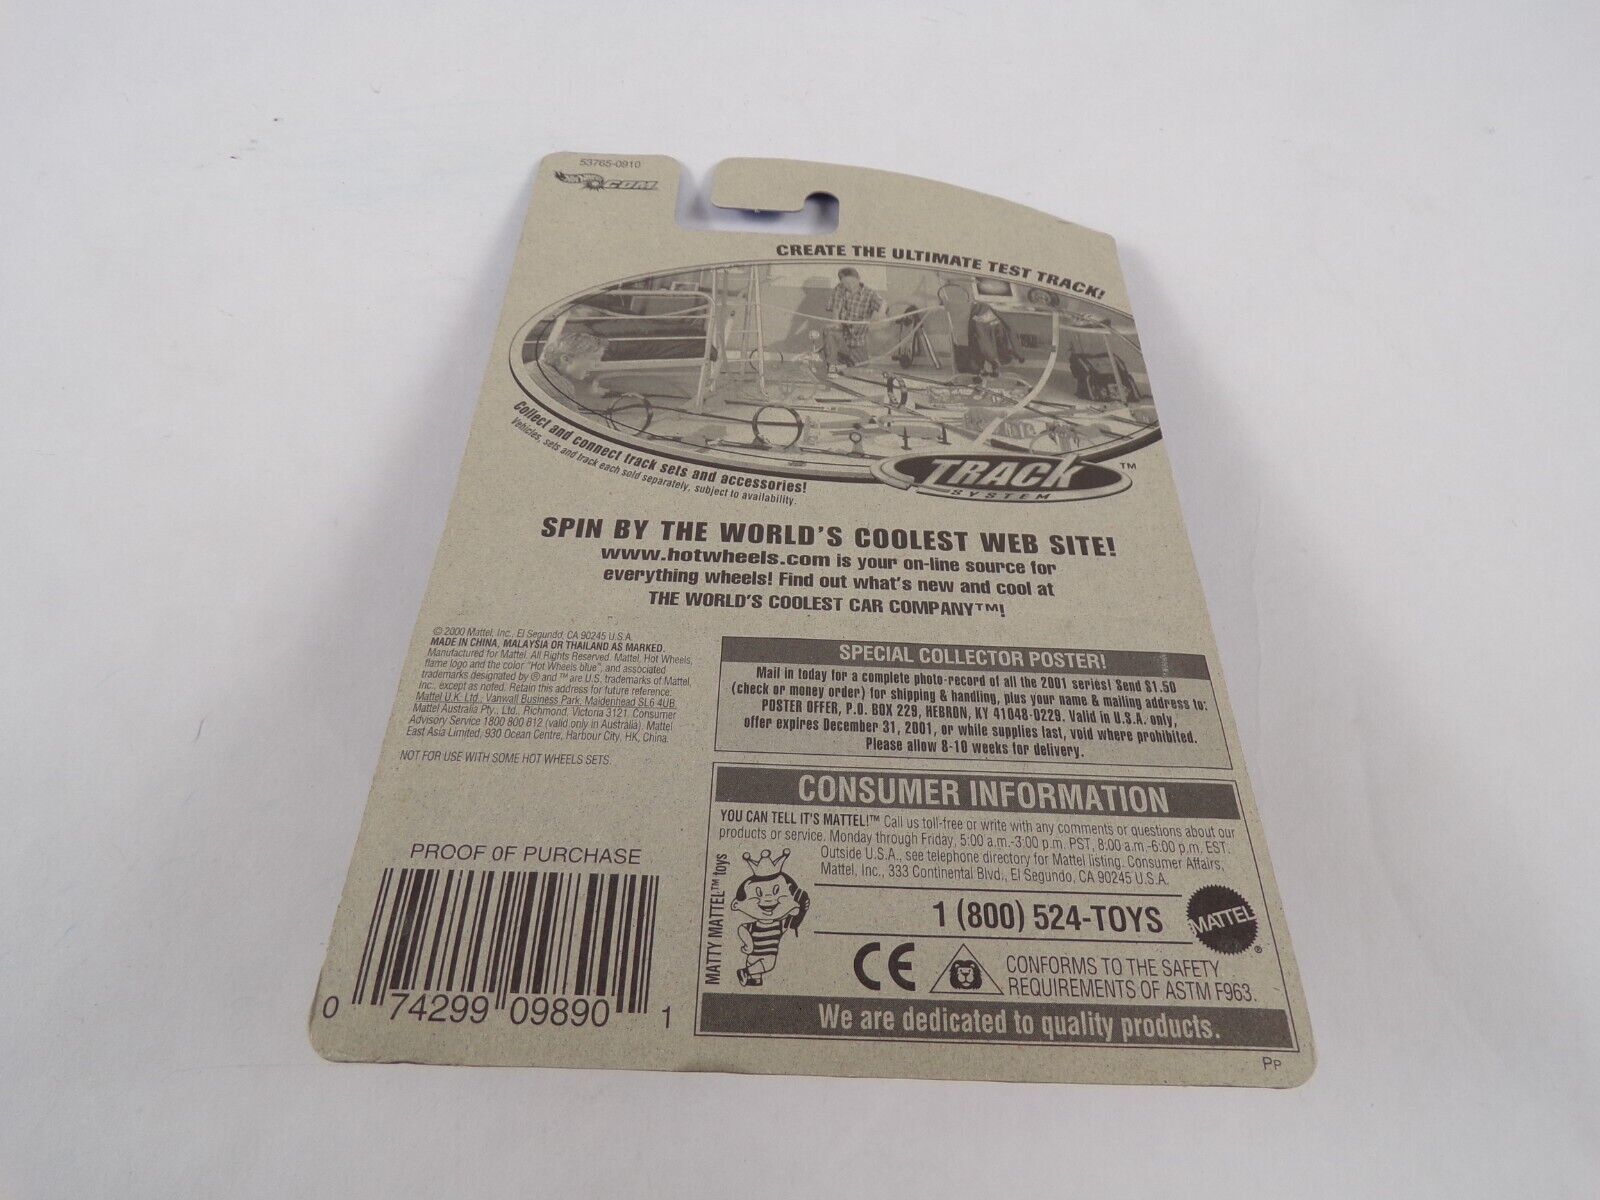 53765-0910
Hot Wheels .COM
CREATE THE ULTIMATE TEST TRACK!
Collect and connect track sets and accessories!
Vehicles, sets and track each sold separately, subject to availability.
TRACK ™
SYSTEM
SPIN BY THE WORLD'S COOLEST WEB SITE!
www.hotwheels.com is your on-line source for
everything wheels! Find out what's new and cool at
THE WORLD'S COOLEST CAR COMPANY™!
© 2000 Mattel, Inc., El Segundo, CA 90245 U.S.A.
MADE IN CHINA, MALAYSIA OR THAILAND AS MARKED.
Manufactured for Mattel. All Rights Reserved. Mattel, Hot Wheels,
flame logo and the color "Hot Wheels blue", and associated
trademarks designated by ® and ™ are U.S. trademarks of Mattel,
Inc., except as noted. Retain this address for future reference.
Mattel U.K. Ltd., Vanwall Business Park, Maidenhead SL6 4UB.
Mattel Australia Pty., Ltd., Richmond, Victoria 3121. Consumer
Advisory Service 1800 800 812 (valid only in Australia). Mattel
East Asia Limited, 930 Ocean Centre, Harbour City, HK, China.
NOT FOR USE WITH SOME HOT WHEELS SETS.
SPECIAL COLLECTOR POSTER!
Mail in today for a complete photo-record of all the 2001 series! Send $1.50
(check or money order) for shipping & handling, plus your name & mailing address to:
POSTER OFFER, P.O. BOX 229, HEBRON, KY 41048-0229. Valid in U.S.A. only,
offer expires December 31, 2001, or while supplies last, void where prohibited.
Please allow 8-10 weeks for delivery.
CONSUMER INFORMATION
YOU CAN TELL IT'S MATTEL!™ Call us toll-free or write with any comments or questions about our
products or service. Monday through Friday, 5:00 a.m.-3:00 p.m. PST, 8:00 a.m.-6:00 p.m. EST.
Outside U.S.A., see telephone directory for Mattel listing. Consumer Affairs,
Mattel, Inc., 333 Continental Blvd., El Segundo, CA 90245 U.S.A.
MATTY MATTEL™ toys
1 (800) 524-TOYS
MATTEL ®
CE
CONFORMS TO THE SAFETY
REQUIREMENTS OF ASTM F963.
We are dedicated to quality products.
PP
PROOF OF PURCHASE
0 74299 09890 1